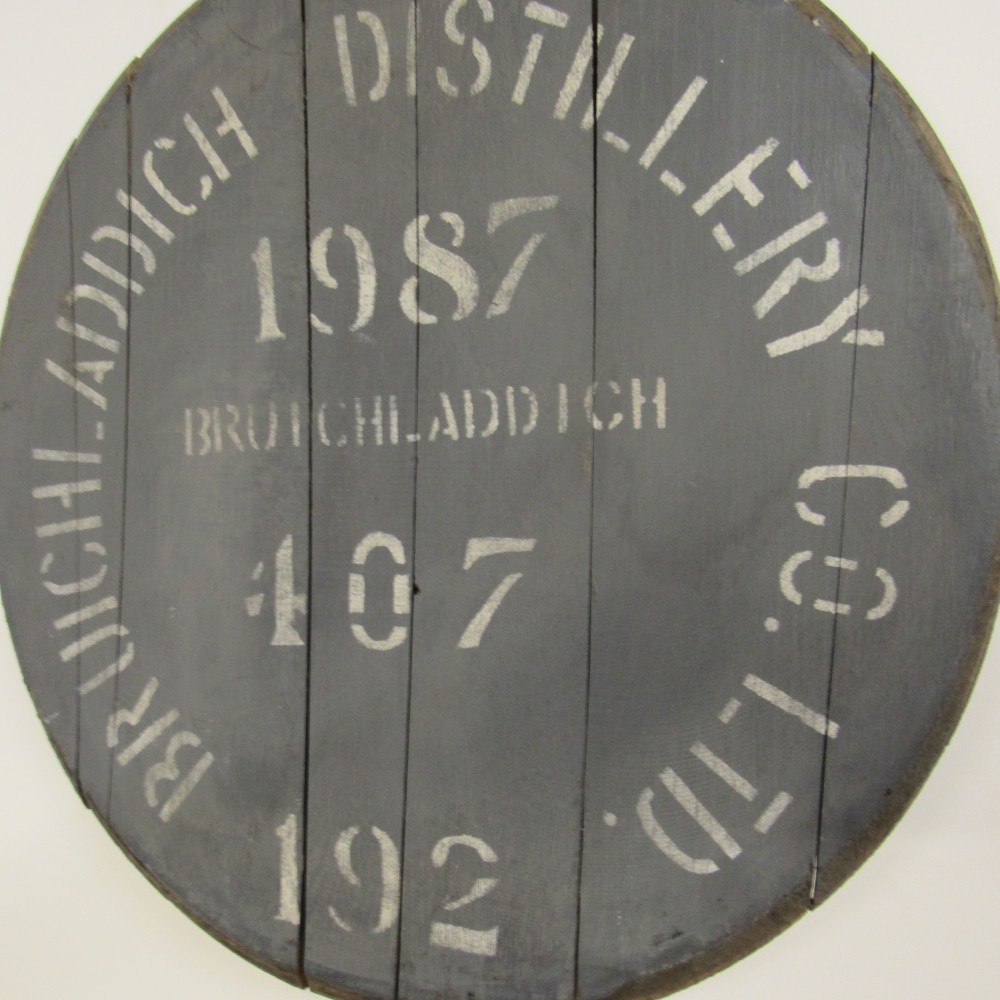 BRUICHLADDICH DISTILLERY CO. LTD.
1987
BRUICHLADDICH
407
192